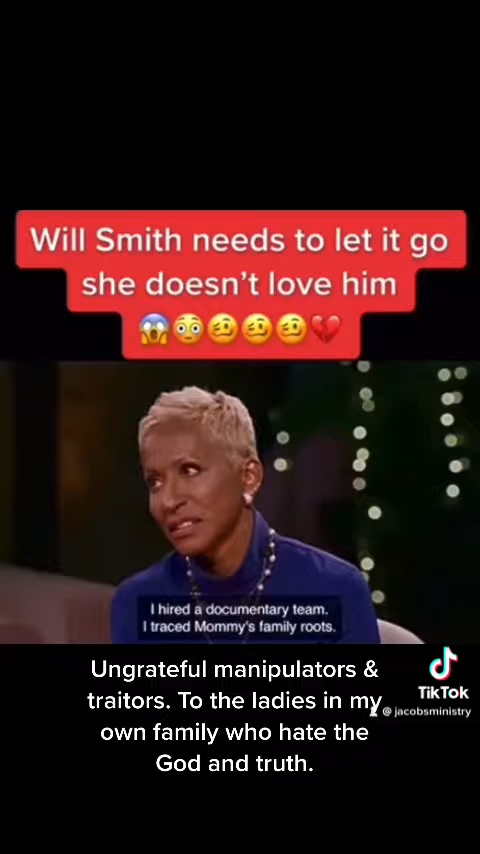 Will Smith needs to let it go
she doesn't love him
😱😳🥴🥴🥴💔
I hired a documentary team.
I traced Mommy's family roots.
Ungrateful manipulators &
traitors. To the ladies in my
own family who hate the
God and truth.
TikTok
@jacobsministry